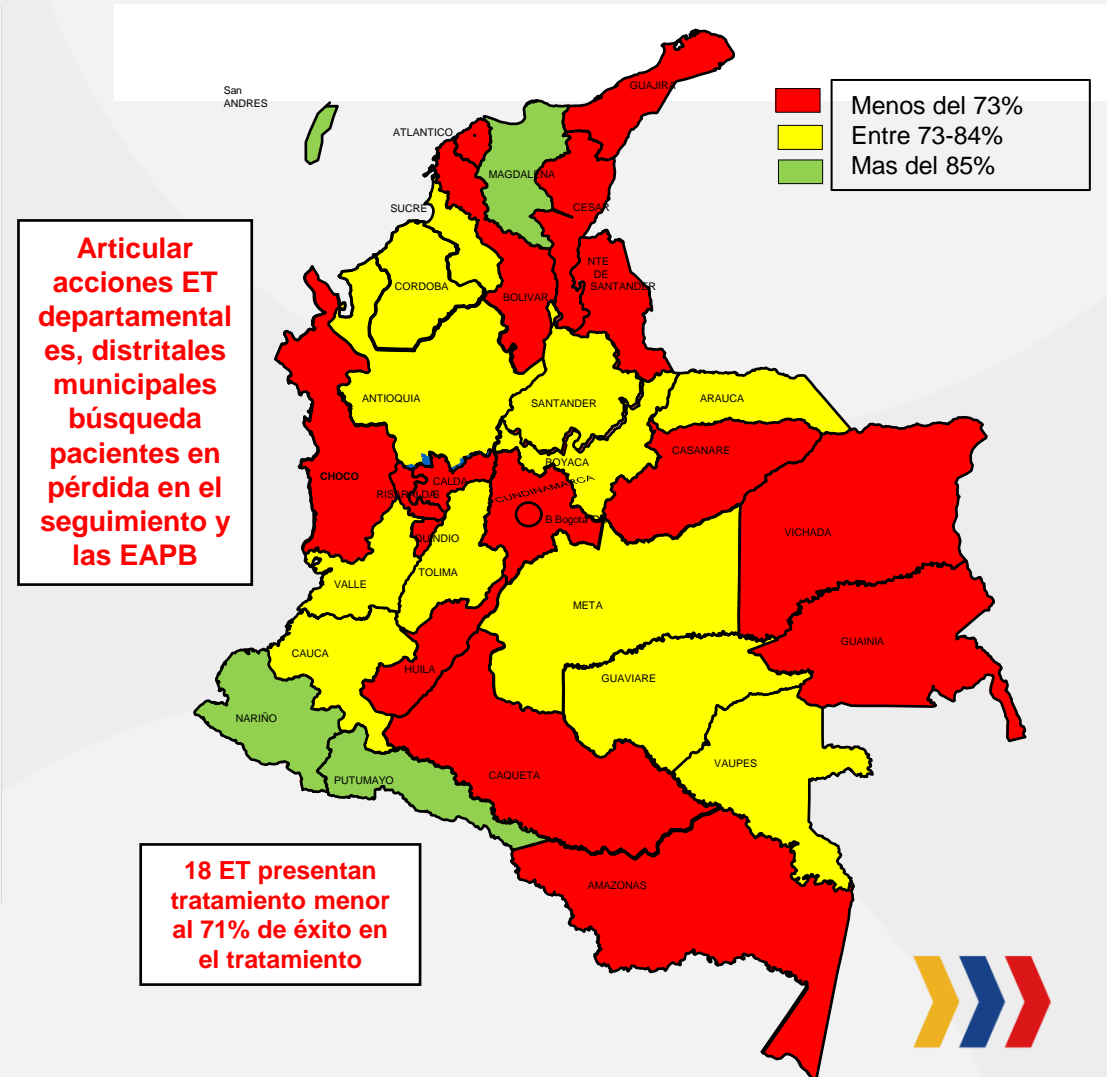 San
ANDRES
GUAJIRA
Menos del 73%
Entre 73-84%
Mas del 85%
ATLANTICO
MAGDALENA
SUCRE
CESAR
Articular
acciones ET
departamental
es, distritales
municipales
búsqueda
pacientes en
pérdida en el
seguimiento y
las EAPB
NTE
DE
SANTANDER
CORDOBA
BOLIVAR
ANTIOQUIA
SANTANDER
ARAUCA
CASANARE
BOYACA
CHOCO
CALDA
RISARALDAS
CUNDINAMARCA
B Bogota
VICHADA
QUINDIO
TOLIMA
VALLE
META
GUAINIA
CAUCA
HUILA
GUAVIARE
NARIÑO
VAUPES
PUTUMAYO
CAQUETA
AMAZONAS
18 ET presentan
tratamiento menor
al 71% de éxito en
el tratamiento